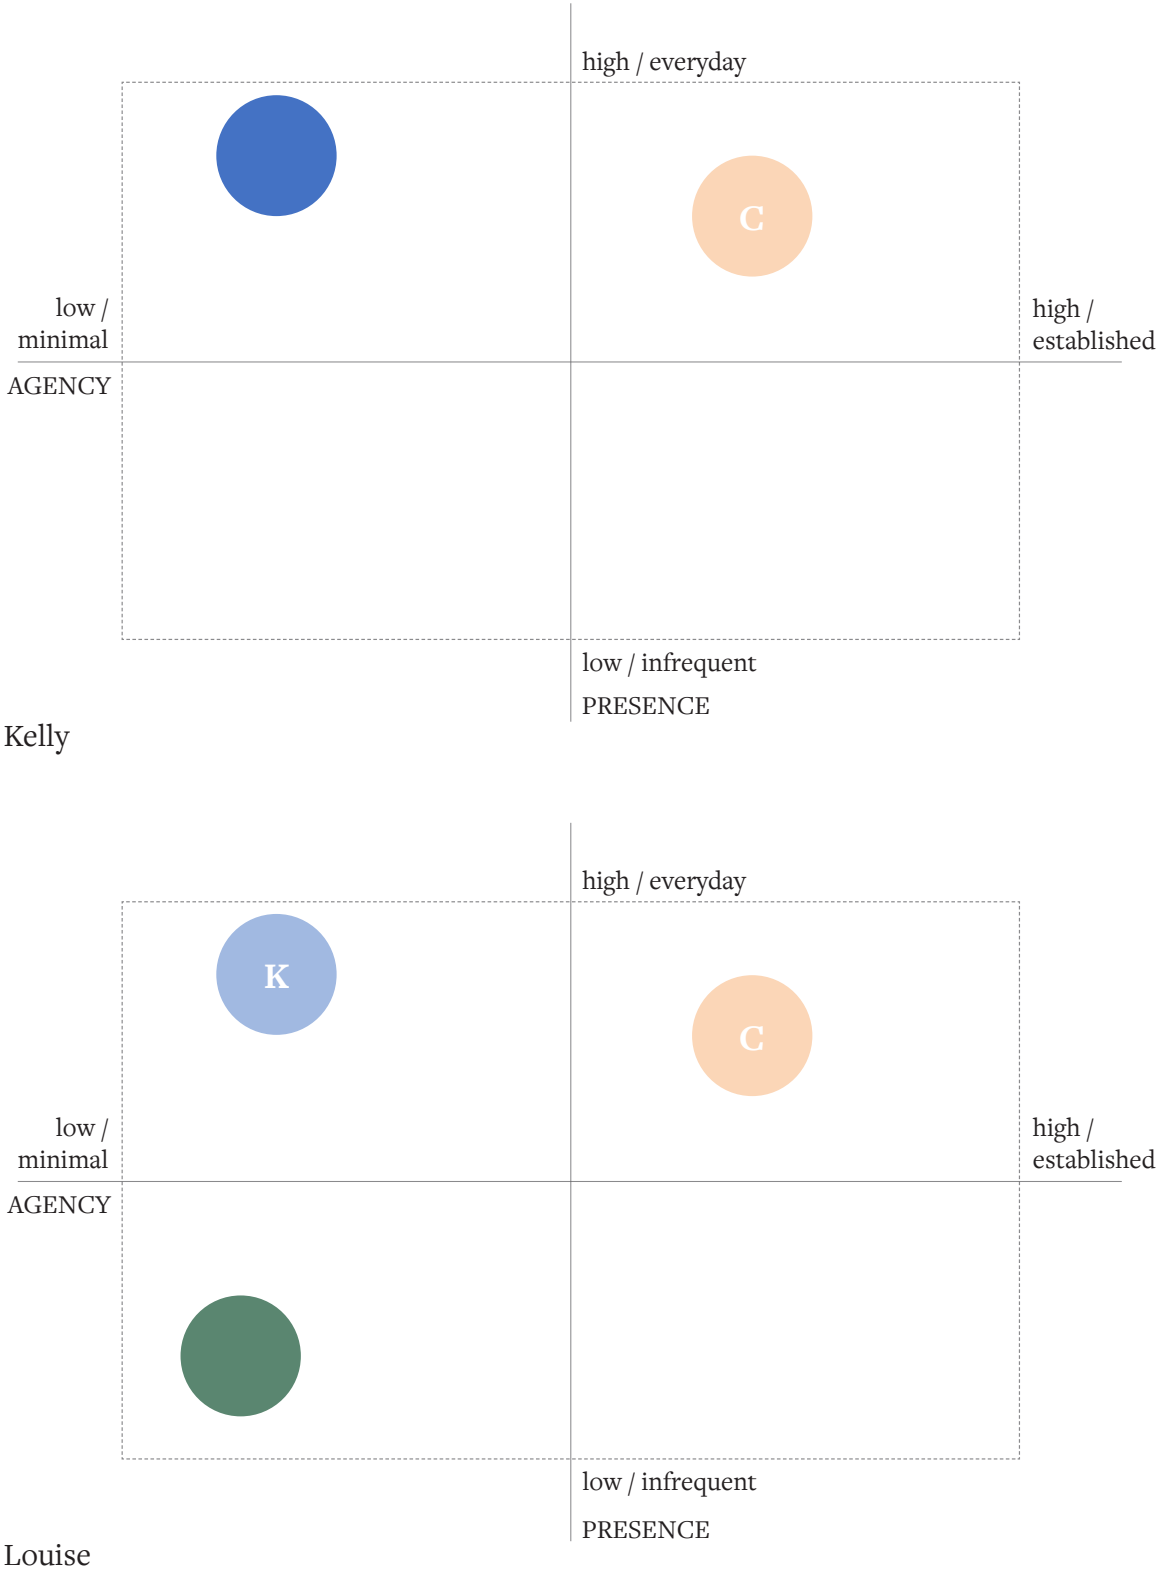 high / everyday
C
low /
minimal
high /
established
AGENCY
low / infrequent
PRESENCE
Kelly
high / everyday
K
C
low /
minimal
high /
established
AGENCY
low / infrequent
PRESENCE
Louise